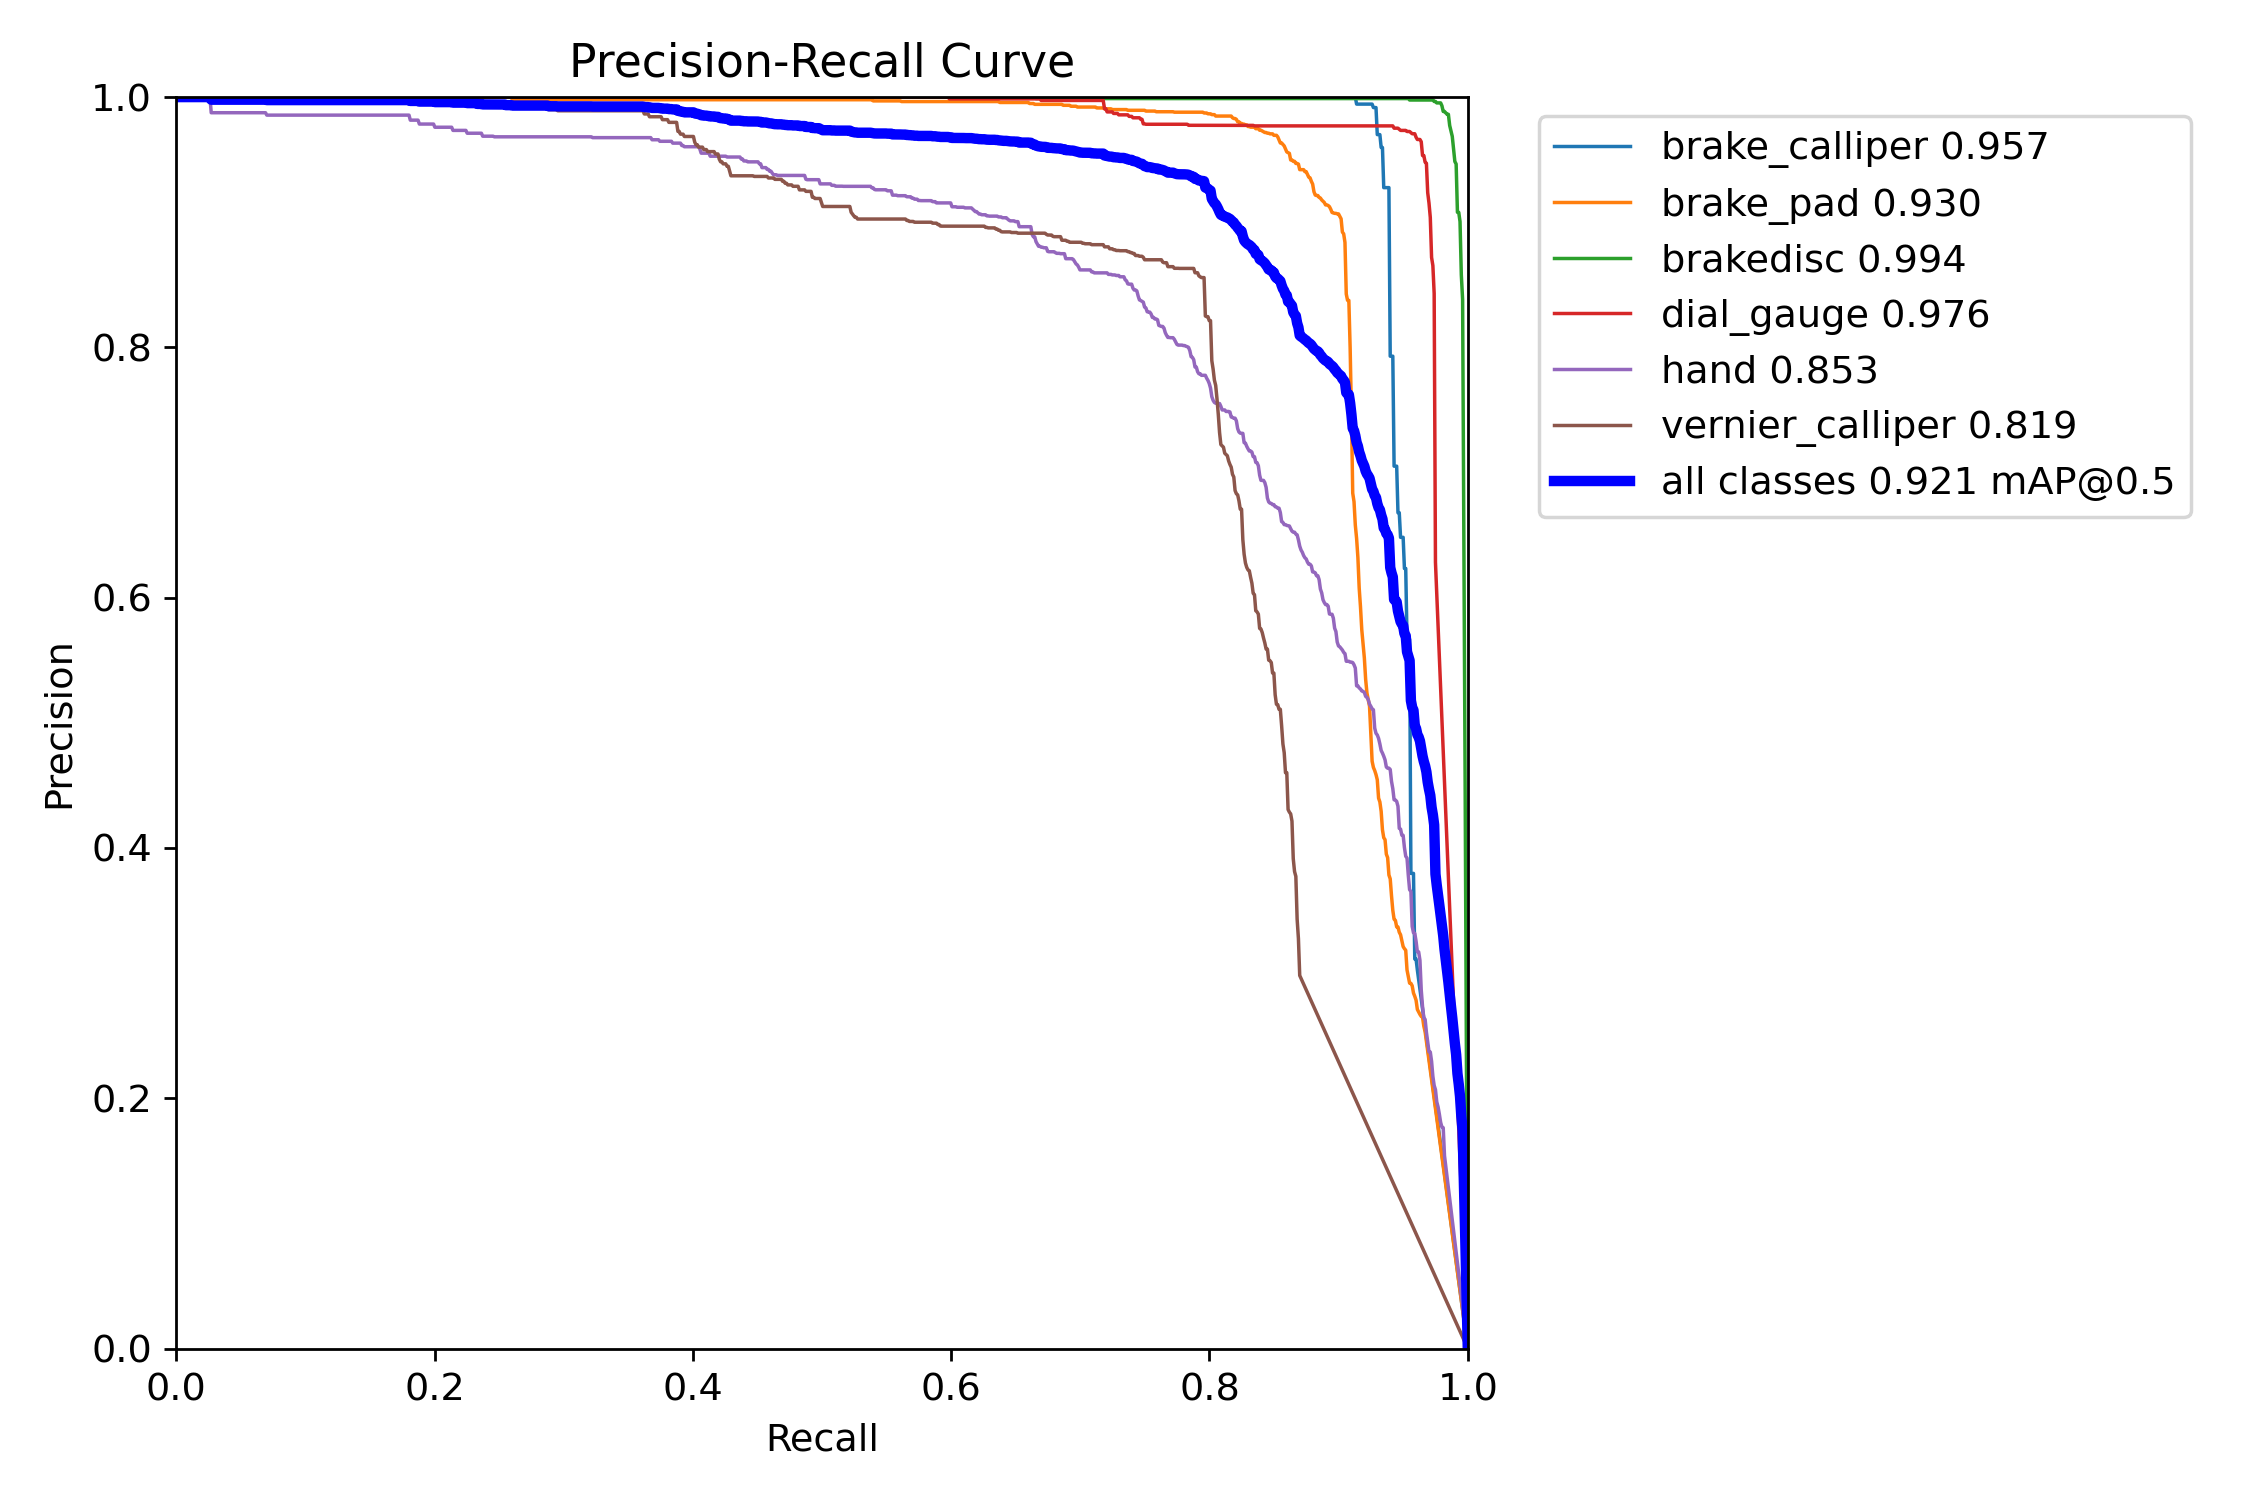 Precision-Recall Curve
1.0
0.8
0.6
0.4
0.2
0.0
Precision
0.0 0.2 0.4 0.6 0.8 1.0
Recall
brake_calliper 0.957
brake_pad 0.930
brakedisc 0.994
dial_gauge 0.976
hand 0.853
vernier_calliper 0.819
all classes 0.921 mAP@0.5